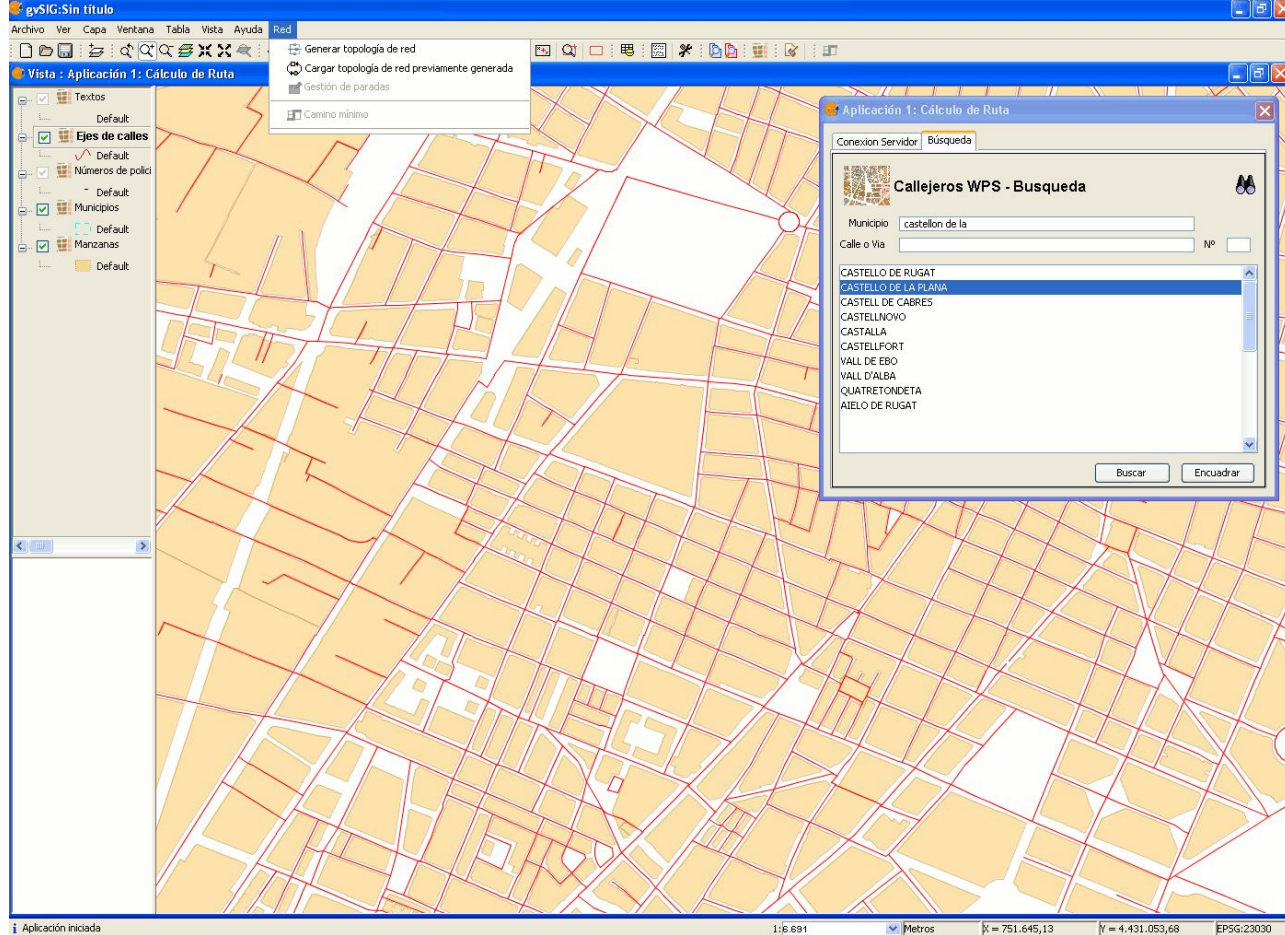 gvSIG:Sin título
Archivo Ver Capa Ventana Tabla Vista Ayuda Red
Generar topología de red
Cargar topología de red previamente generada
Gestión de paradas
Camino mínimo
Vista : Aplicación 1: Cálculo de Ruta
Textos
Default
Ejes de calles
Default
Números de polici
Default
Municipios
Default
Manzanas
Default
Aplicación 1: Cálculo de Ruta
Conexion Servidor Búsqueda
Callejeros WPS - Busqueda
Municipio castellon de la
Calle o Via Nº
CASTELLO DE RUGAT
CASTELLO DE LA PLANA
CASTELL DE CABRES
CASTELLNOVO
CASTALLA
CASTELLFORT
VALL DE EBO
VALL D'ALBA
QUATRETONDETA
AIELO DE RUGAT
Buscar Encuadrar
Aplicación iniciada 1:6.691 Metros X = 751.645,13 Y = 4.431.053,68 EPSG:23030